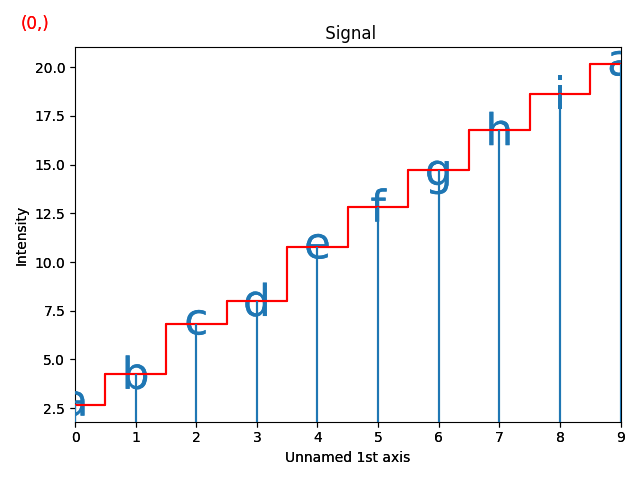 (0,)
Signal
20.0
17.5
15.0
12.5
10.0
7.5
5.0
2.5
Intensity
a
b
c
d
e
f
g
h
i
a
0 1 2 3 4 5 6 7 8 9
Unnamed 1st axis